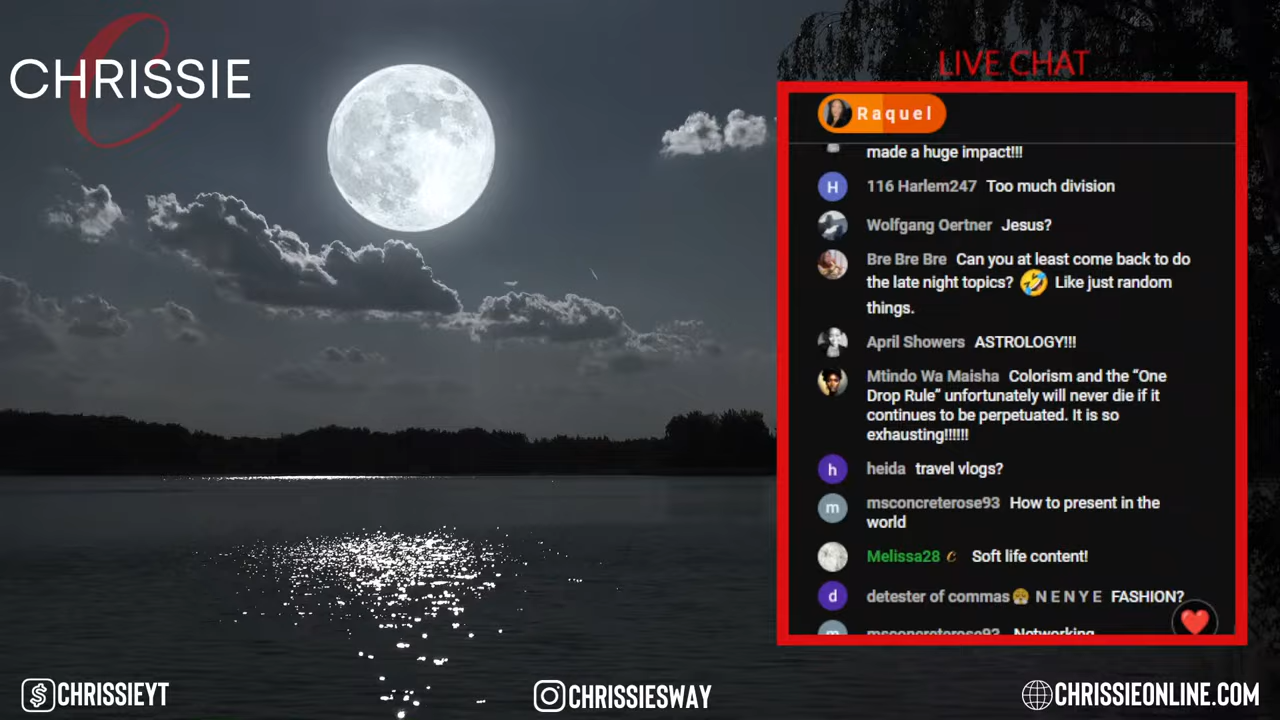 CHRISSIE
LIVE CHAT
Raquel
made a huge impact!!!
116 Harlem247 Too much division
Wolfgang Oertner Jesus?
Bre Bre Bre Can you at least come back to do
the late night topics? 🤣 Like just random
things.
April Showers ASTROLOGY!!!
Mtindo Wa Maisha Colorism and the “One
Drop Rule” unfortunately will never die if it
continues to be perpetuated. It is so
exhausting!!!!!!
heida travel vlogs?
msconcreterose93 How to present in the
world
Melissa28 Soft life content!
detester of commas😤 N E N Y E FASHION?
msconcreterose93 Networking
$CHRISSIEYT
CHRISSIESWAY
CHRISSIEONLINE.COM